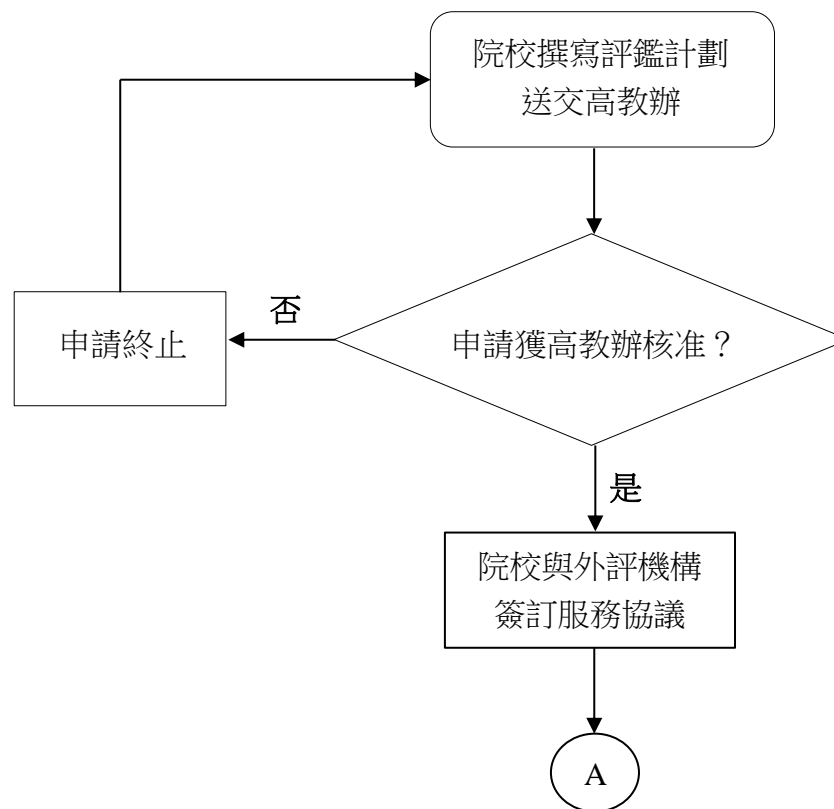 院校撰寫評鑑計劃
送交高教辦
否
申請終止
申請獲高教辦核准？
是
院校與外評機構
簽訂服務協議
A